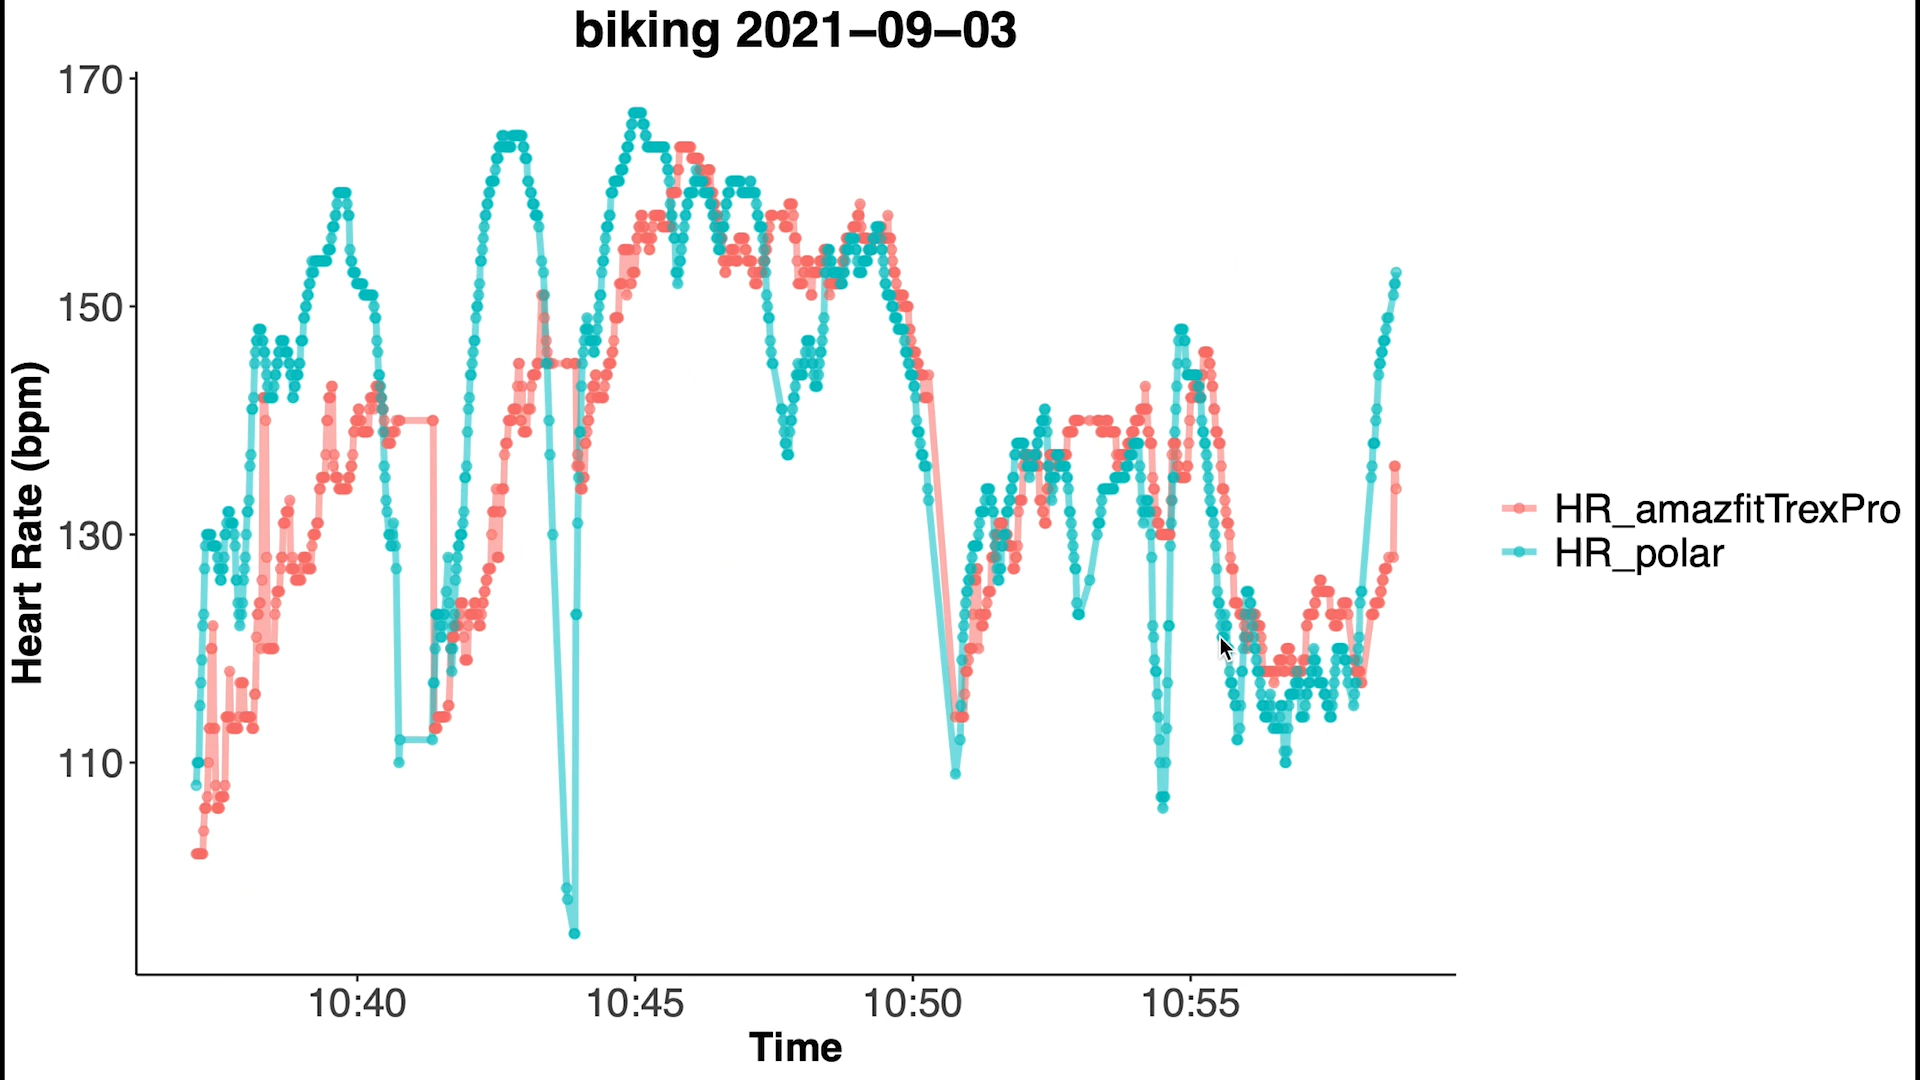 biking 2021–09–03
170
150
130
110
Heart Rate (bpm)
10:40 10:45 10:50 10:55
Time
HR_amazfitTrexPro
HR_polar